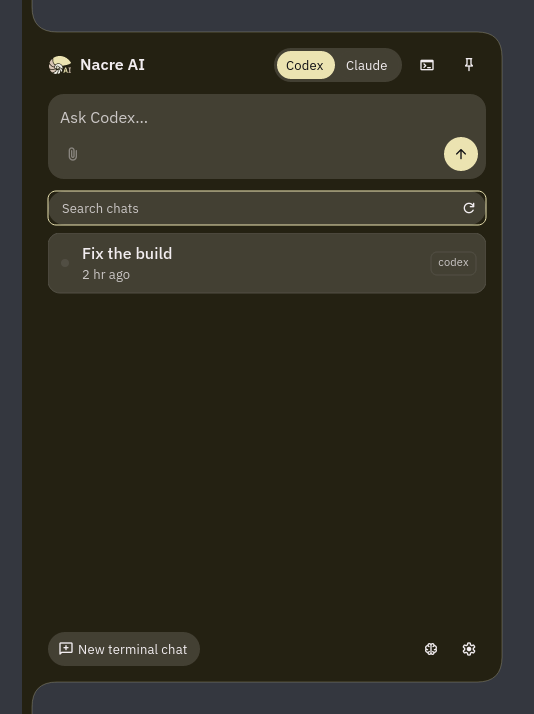 AI
Nacre AI
Codex
Claude
Ask Codex...
Search chats
Fix the build
2 hr ago
codex
New terminal chat